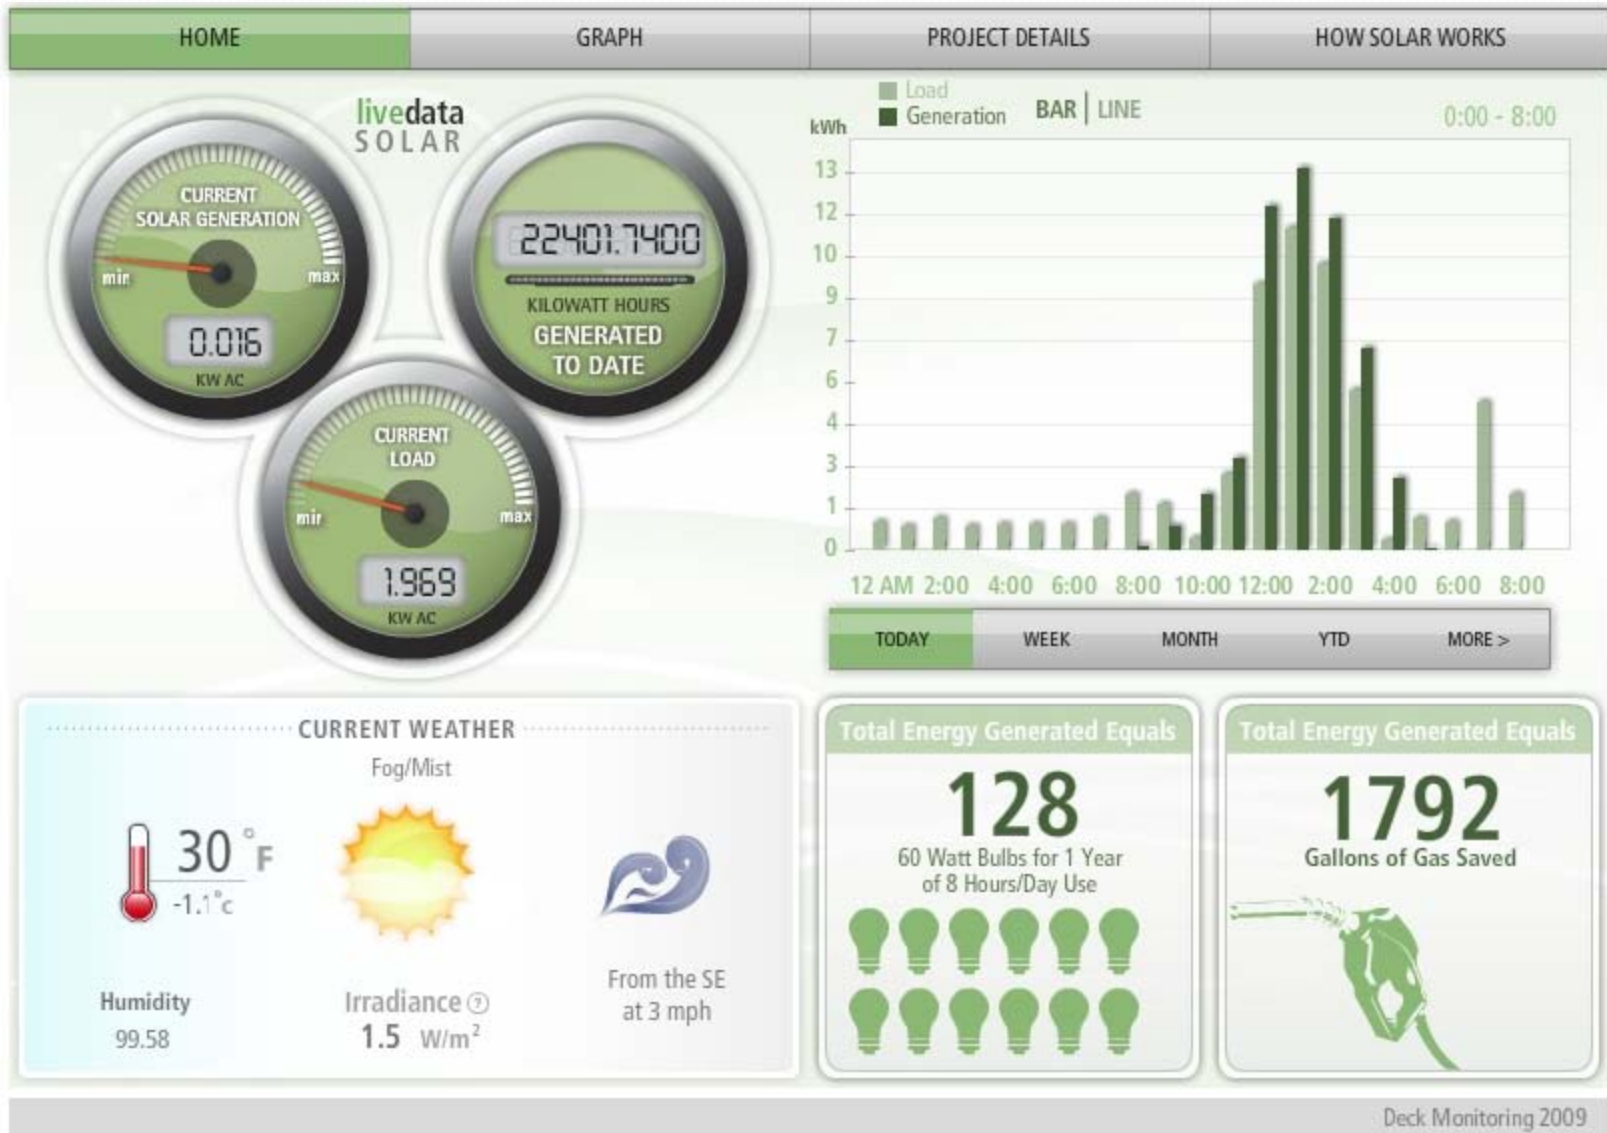 HOME
GRAPH
PROJECT DETAILS
HOW SOLAR WORKS
livedata
SOLAR
CURRENT
SOLAR GENERATION
min
max
0.016
KW AC
22401.7400
KILOWATT HOURS
GENERATED
TO DATE
CURRENT
LOAD
min
max
1.969
KW AC
Load
Generation
BAR | LINE
0:00 - 8:00
kWh
13
12
10
9
7
6
4
3
1
0
12 AM 2:00 4:00 6:00 8:00 10:00 12:00 2:00 4:00 6:00 8:00
TODAY
WEEK
MONTH
YTD
MORE >
CURRENT WEATHER
Fog/Mist
30 °F
-1.1°c
Humidity
99.58
Irradiance ?
1.5 W/m²
From the SE
at 3 mph
Total Energy Generated Equals
128
60 Watt Bulbs for 1 Year
of 8 Hours/Day Use
Total Energy Generated Equals
1792
Gallons of Gas Saved
Deck Monitoring 2009